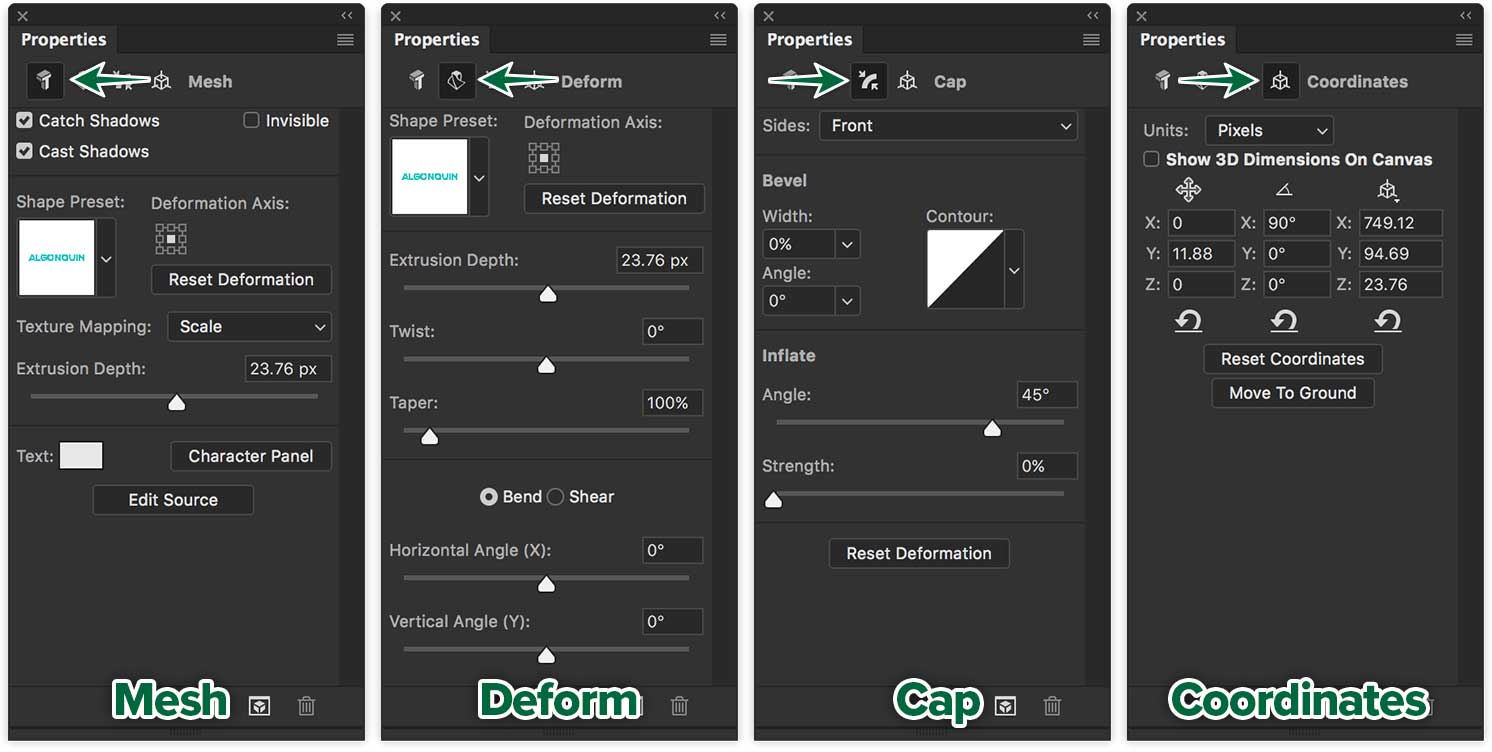 Properties
Mesh
Catch Shadows Invisible
Cast Shadows
Shape Preset: Deformation Axis:
ALGONQUIN
Reset Deformation
Texture Mapping: Scale
Extrusion Depth: 23.76 px
Text: Character Panel
Edit Source
Mesh
Properties
Deform
Shape Preset: Deformation Axis:
ALGONQUIN
Reset Deformation
Extrusion Depth: 23.76 px
Twist: 0°
Taper: 100%
Bend Shear
Horizontal Angle (X): 0°
Vertical Angle (Y): 0°
Deform
Properties
Cap
Sides: Front
Bevel
Width: Contour:
0%
Angle:
0°
Inflate
Angle: 45°
Strength: 0%
Reset Deformation
Cap
Properties
Coordinates
Units: Pixels
Show 3D Dimensions On Canvas
X: 0 X: 90° X: 749.12
Y: 11.88 Y: 0° Y: 94.69
Z: 0 Z: 0° Z: 23.76
Reset Coordinates
Move To Ground
Coordinates